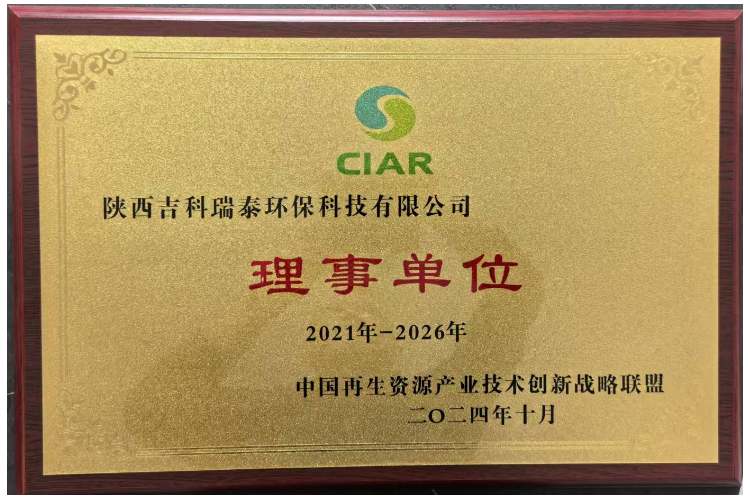 CIAR
陕西吉科瑞泰环保科技有限公司
理事单位
2021年-2026年
中国再生资源产业技术创新战略联盟
二〇二四年十月